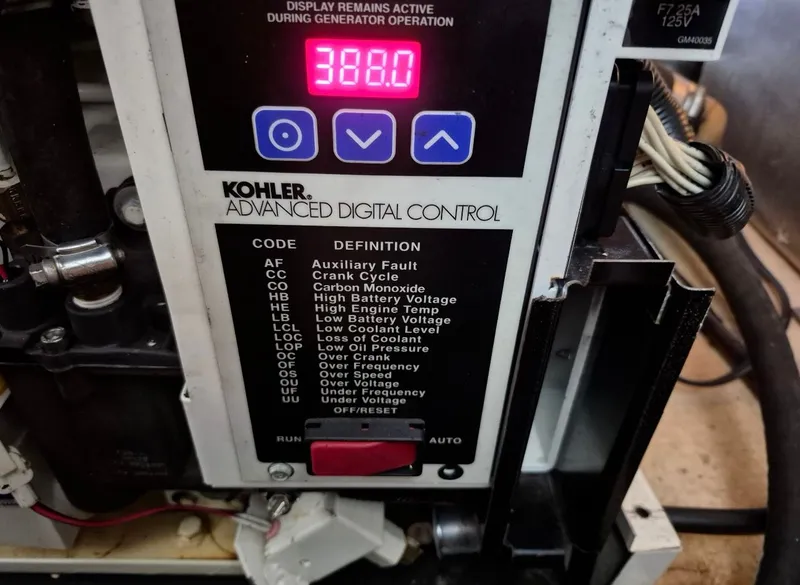 DISPLAY REMAINS ACTIVE
DURING GENERATOR OPERATION
388.0
F7 25A
125V
GM40035
KOHLER®
ADVANCED DIGITAL CONTROL
CODE DEFINITION
AF Auxiliary Fault
CC Crank Cycle
CO Carbon Monoxide
HB High Battery Voltage
HE High Engine Temp
LB Low Battery Voltage
LCL Low Coolant Level
LOC Loss of Coolant
LOP Low Oil Pressure
OC Over Crank
OF Over Frequency
OS Over Speed
OU Over Voltage
UF Under Frequency
UU Under Voltage
OFF/RESET
RUN AUTO